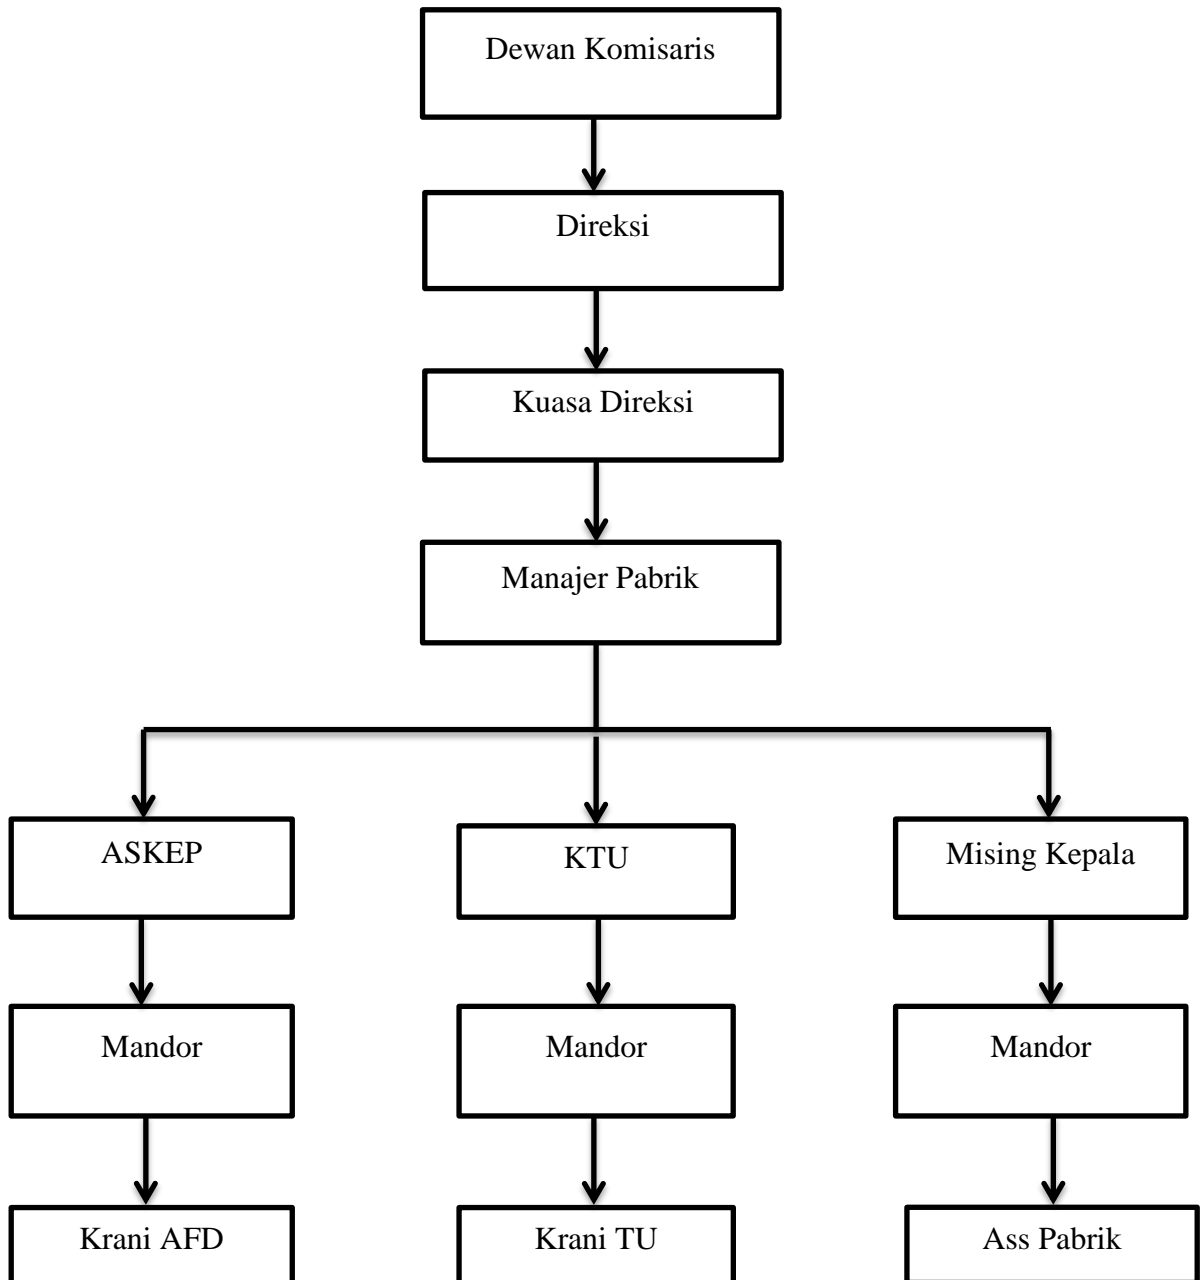 Dewan Komisaris
Direksi
Kuasa Direksi
Manajer Pabrik
ASKEP
KTU
Mising Kepala
Mandor
Mandor
Mandor
Krani AFD
Krani TU
Ass Pabrik